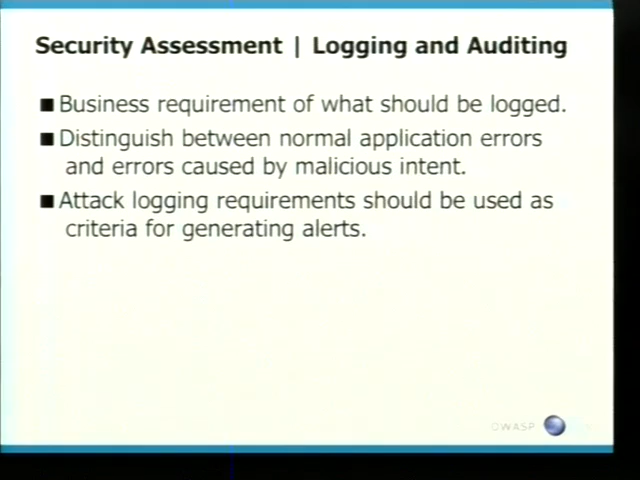 Security Assessment | Logging and Auditing
Business requirement of what should be logged.
Distinguish between normal application errors
and errors caused by malicious intent.
Attack logging requirements should be used as
criteria for generating alerts.
OWASP